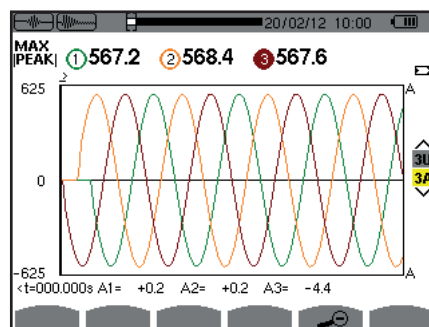 20/02/12 10:00
MAX
|PEAK| 1 567.2 2 568.4 3 567.6
625 A
3U
0 3A
-625 A
<t=000.000s A1= +0.2 A2= +0.2 A3= -4.4